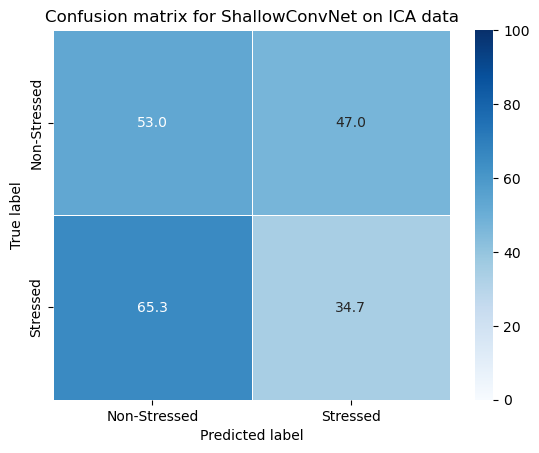 Confusion matrix for ShallowConvNet on ICA data
True label
Non-Stressed
Stressed
53.0
47.0
65.3
34.7
Non-Stressed
Stressed
Predicted label
100
80
60
40
20
0